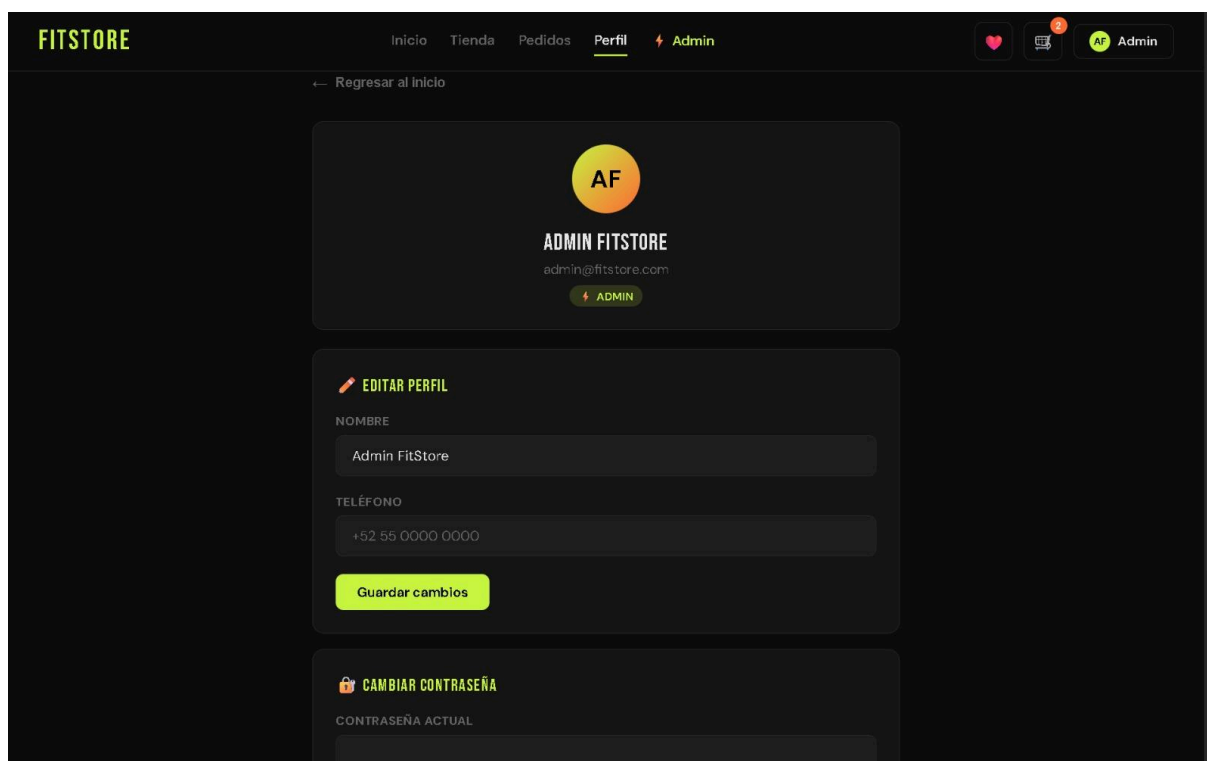 FITSTORE
Inicio Tienda Pedidos Perfil Admin
2
AF Admin
← Regresar al inicio
AF
ADMIN FITSTORE
admin@fitstore.com
ADMIN
EDITAR PERFIL
NOMBRE
Admin FitStore
TELÉFONO
+52 55 0000 0000
Guardar cambios
CAMBIAR CONTRASEÑA
CONTRASEÑA ACTUAL